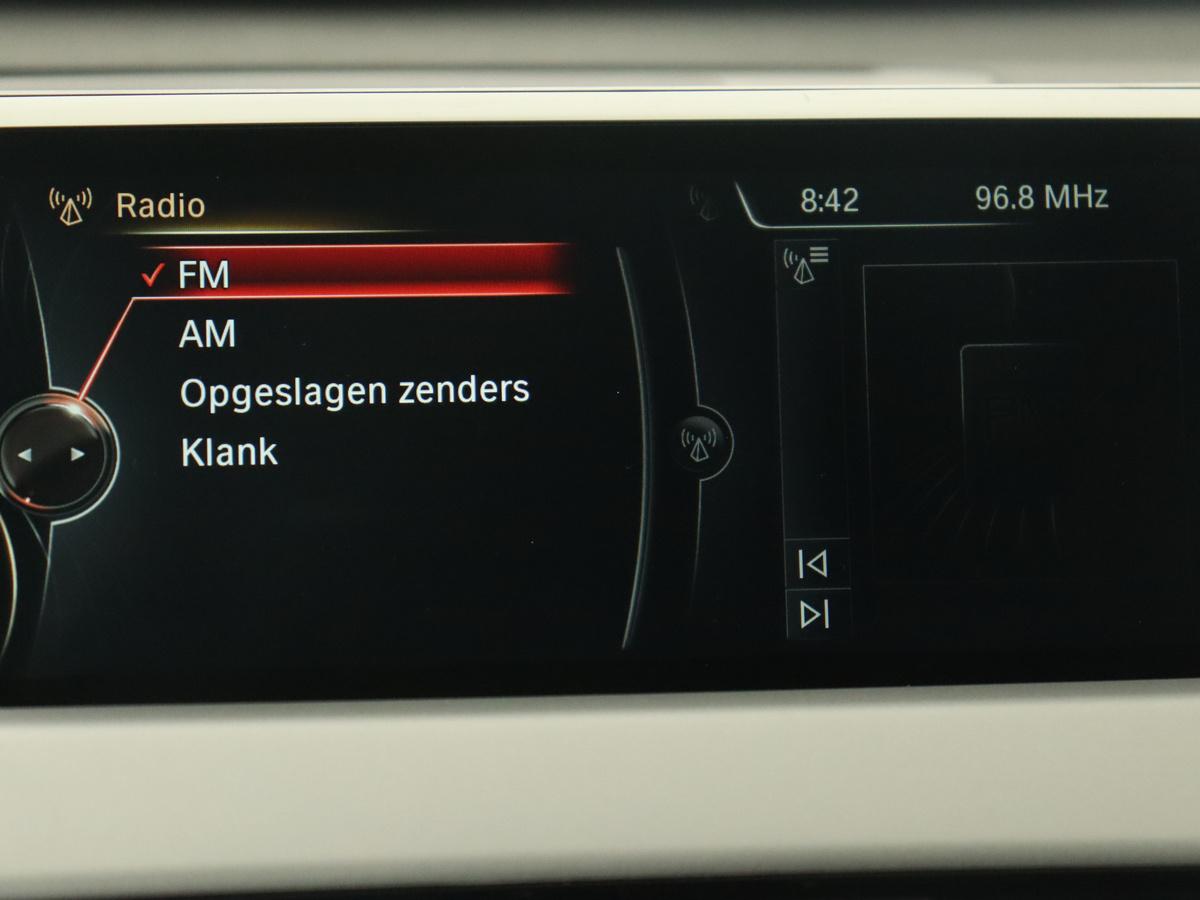 Radio
8:42
96.8 MHz
✓ FM
AM
Opgeslagen zenders
Klank